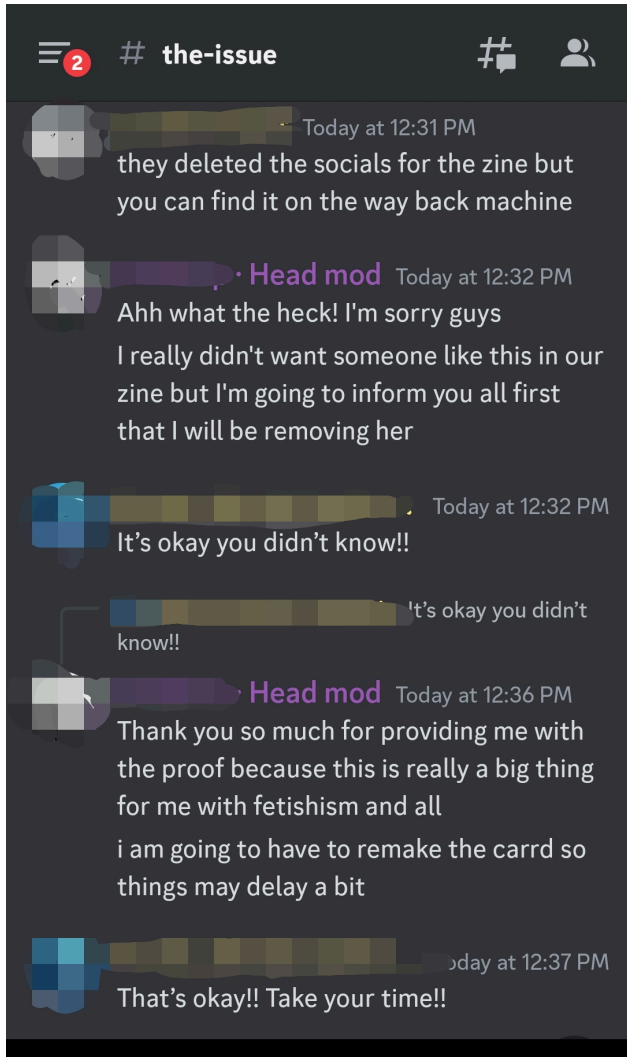 2
# the-issue
Today at 12:31 PM
they deleted the socials for the zine but
you can find it on the way back machine
· Head mod Today at 12:32 PM
Ahh what the heck! I'm sorry guys
I really didn't want someone like this in our
zine but I'm going to inform you all first
that I will be removing her
Today at 12:32 PM
It’s okay you didn’t know!!
It’s okay you didn’t
know!!
Head mod Today at 12:36 PM
Thank you so much for providing me with
the proof because this is really a big thing
for me with fetishism and all
i am going to have to remake the carrd so
things may delay a bit
oday at 12:37 PM
That’s okay!! Take your time!!